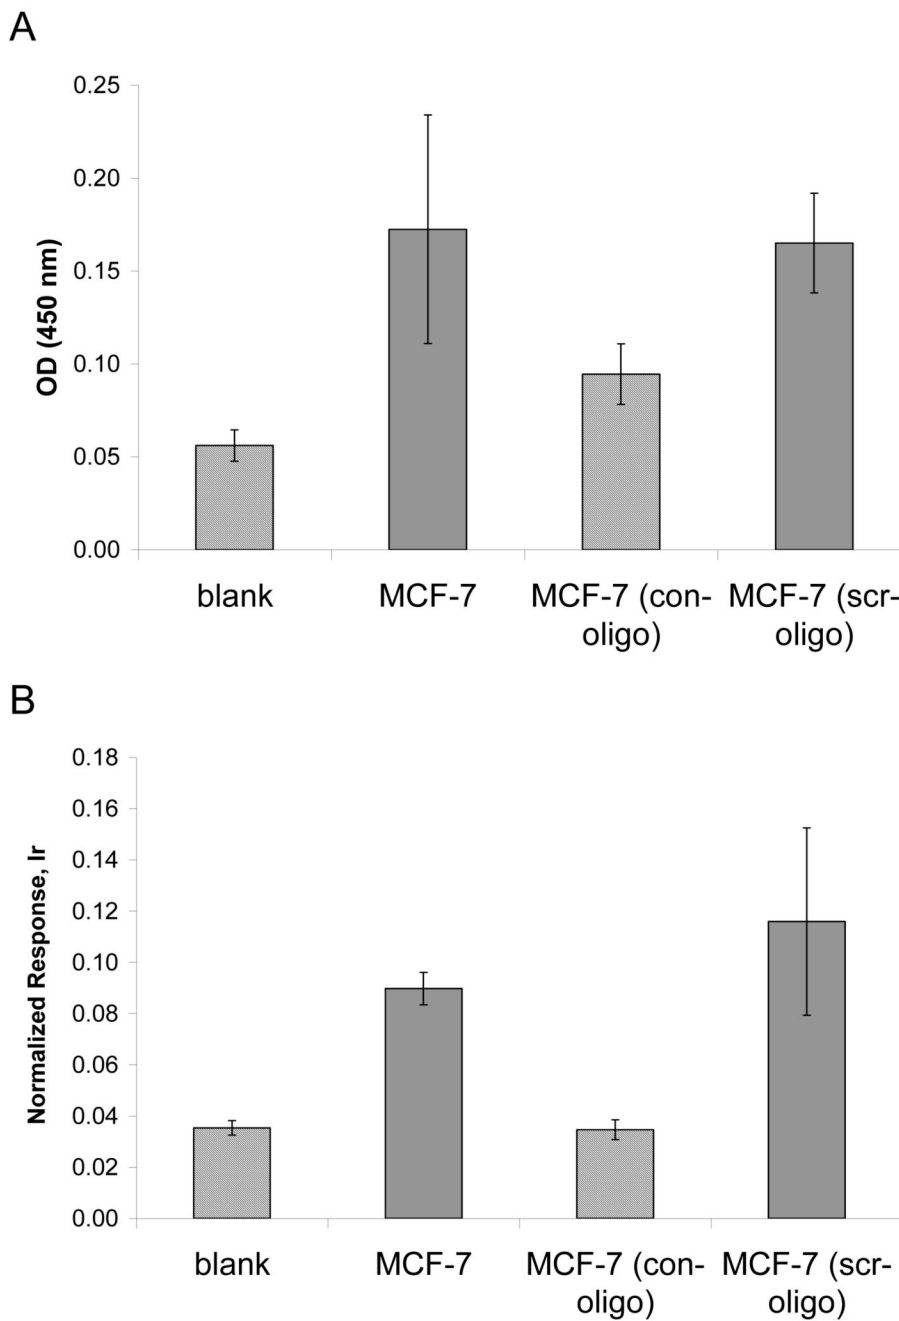 A
0.25
0.20
0.15
0.10
0.05
0.00
OD (450 nm)
blank
MCF-7
MCF-7 (con-
oligo)
MCF-7 (scr-
oligo)
B
0.18
0.16
0.14
0.12
0.10
0.08
0.06
0.04
0.02
0.00
Normalized Response, Ir
blank
MCF-7
MCF-7 (con-
oligo)
MCF-7 (scr-
oligo)